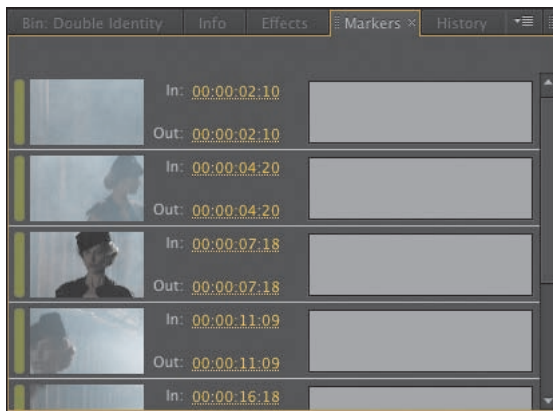 Bin: Double Identity Info Effects Markers × History
In: 00:00:02:10
Out: 00:00:02:10
In: 00:00:04:20
Out: 00:00:04:20
In: 00:00:07:18
Out: 00:00:07:18
In: 00:00:11:09
Out: 00:00:11:09
In: 00:00:16:18